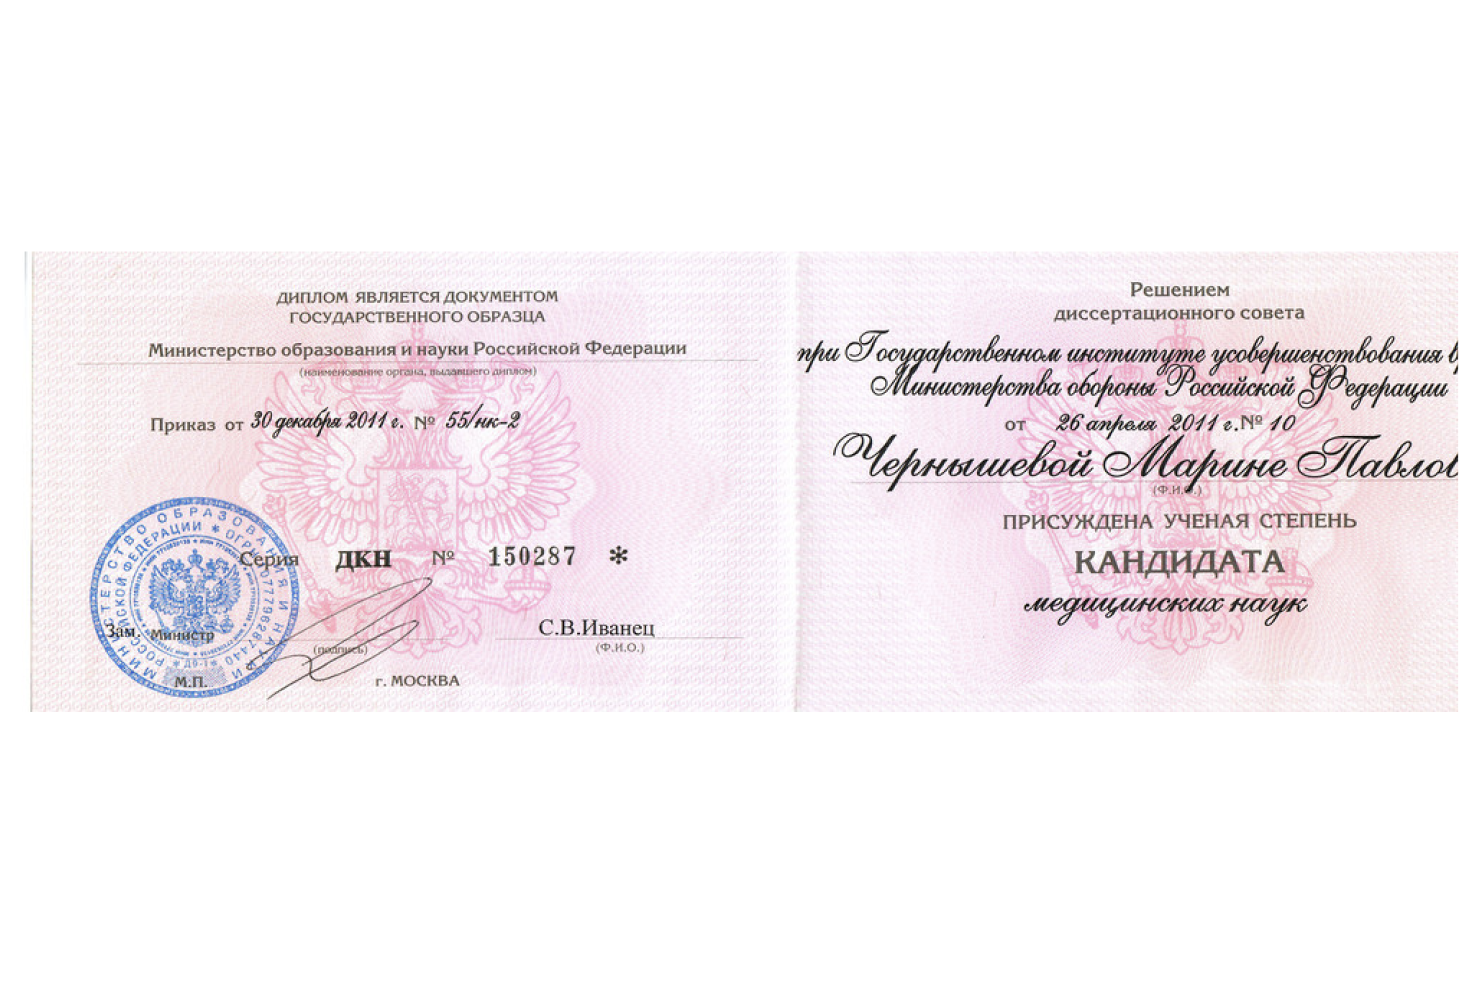 ДИПЛОМ ЯВЛЯЕТСЯ ДОКУМЕНТОМ
ГОСУДАРСТВЕННОГО ОБРАЗЦА
Министерство образования и науки Российской Федерации
(наименование органа, выдавшего диплом)
Приказ от 30 декабря 2011 г. № 55/нк-2
МИНИСТЕРСТВО ОБРАЗОВАНИЯ И НАУКИ
РОССИЙСКОЙ ФЕДЕРАЦИИ * ОГРН 1077796287440
Серия ДКН № 150287 *
Зам. Министр
С.В.Иванец
(подпись)
(Ф.И.О.)
М.П.
г. МОСКВА
Решением
диссертационного совета
при Государственном институте усовершенствования
Министерства обороны Российской Федерации
от 26 апреля 2011 г.№ 10
Чернышевой Марине Павлов
(Ф.И.О.)
ПРИСУЖДЕНА УЧЕНАЯ СТЕПЕНЬ
КАНДИДАТА
медицинских наук